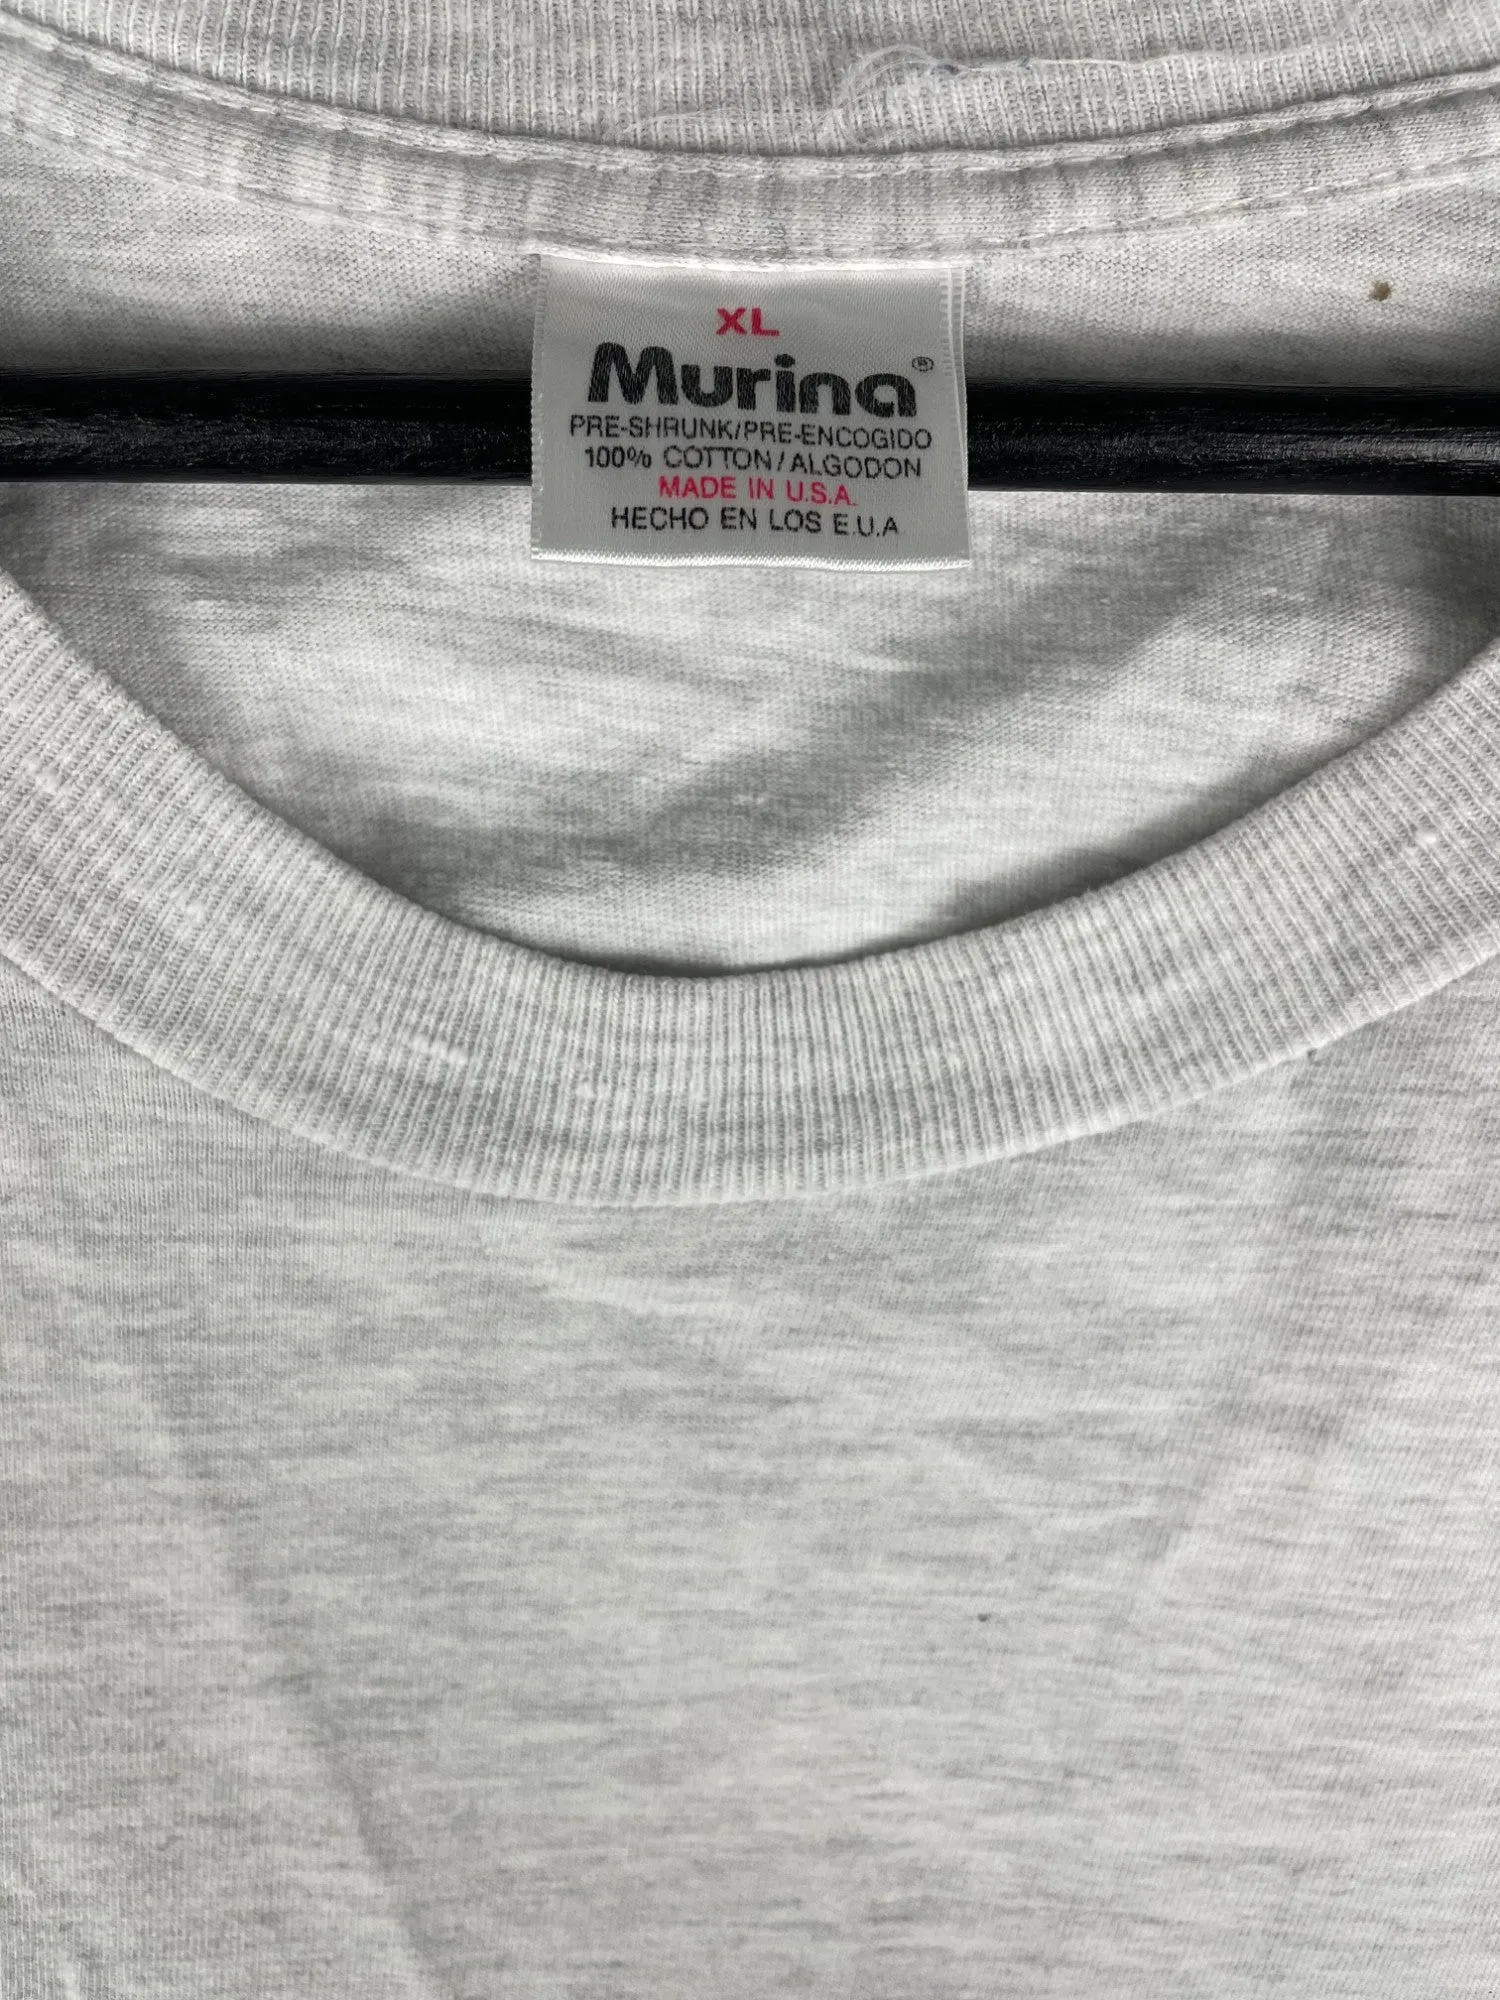 XL
Murina®
PRE-SHRUNK/PRE-ENCOGIDO
100% COTTON/ALGODON
MADE IN U.S.A.
HECHO EN LOS E.U.A